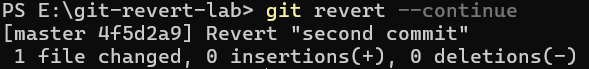 PS E:\git-revert-lab> git revert --continue
[master 4f5d2a9] Revert "second commit"
 1 file changed, 0 insertions(+), 0 deletions(-)